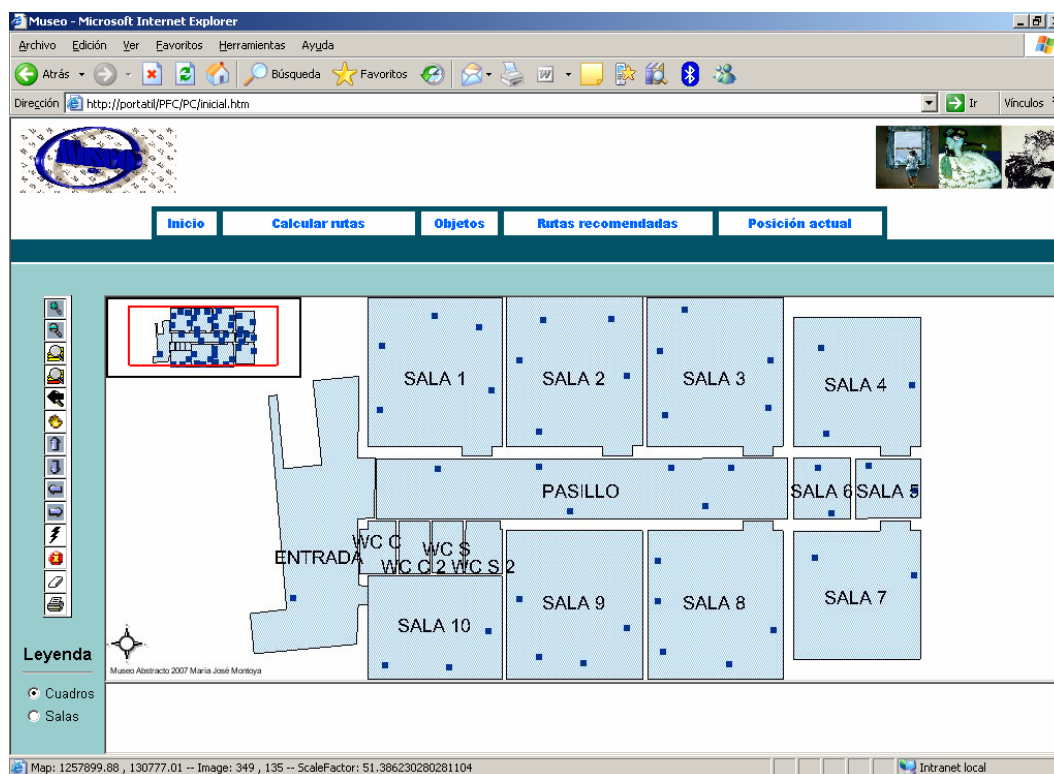 Museo - Microsoft Internet Explorer
Archivo Edición Ver Favoritos Herramientas Ayuda
Atrás Búsqueda Favoritos
Dirección http://portatil/PFC/PC/inicial.htm Ir Vínculos
Museo
Inicio Calcular rutas Objetos Rutas recomendadas Posición actual
SALA 1 SALA 2 SALA 3 SALA 4
PASILLO SALA 6 SALA 5
WC C WC S
ENTRADA WC C 2 WC S 2
SALA 10 SALA 9 SALA 8 SALA 7
Museo Abstracto 2007 María José Montoya
Leyenda
Cuadros
Salas
Map: 1257899.88 , 130777.01 -- Image: 349 , 135 -- ScaleFactor: 51.386230280281104 Intranet local